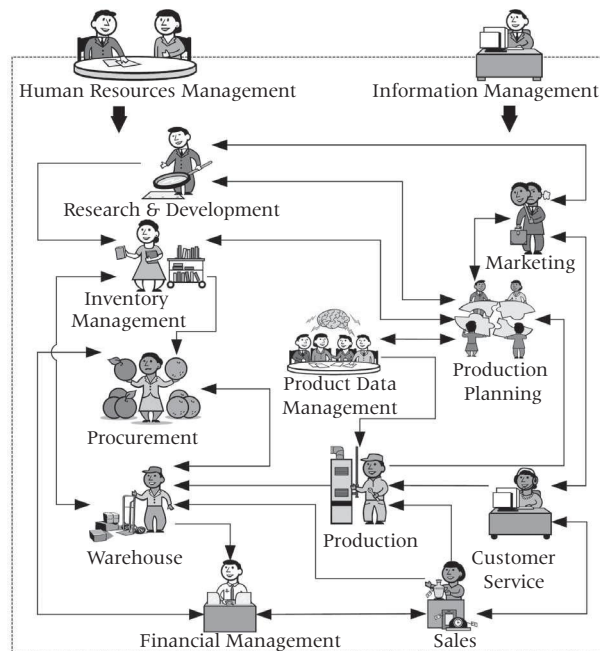 Human Resources Management
Information Management
Research & Development
Marketing
Inventory
Management
Product Data
Management
Production
Planning
Procurement
Warehouse
Production
Customer
Service
Financial Management
Sales